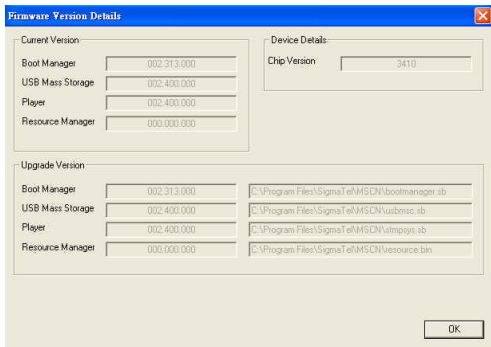 Firmware Version Details
Current Version
Boot Manager 002.313.000
USB Mass Storage 002.400.000
Player 002.400.000
Resource Manager 000.000.000
Device Details
Chip Version 3410
Upgrade Version
Boot Manager 002.313.000 C:\Program Files\SigmaTel\MSCN\bootmanager.sb
USB Mass Storage 002.400.000 C:\Program Files\SigmaTel\MSCN\usbmsc.sb
Player 002.400.000 C:\Program Files\SigmaTel\MSCN\stmpsys.sb
Resource Manager 000.000.000 C:\Program Files\SigmaTel\MSCN\resource.bin
OK